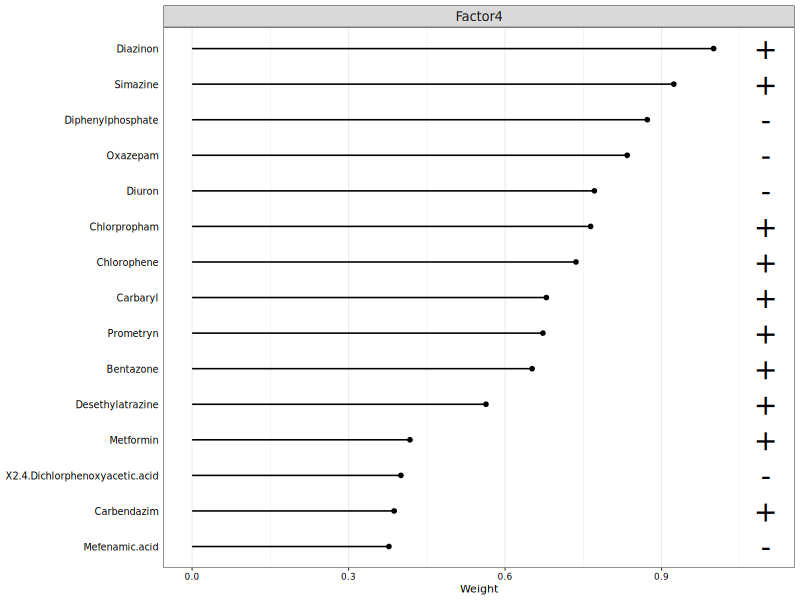 Factor4
Diazinon +
Simazine +
Diphenylphosphate -
Oxazepam -
Diuron -
Chlorpropham +
Chlorophene +
Carbaryl +
Prometryn +
Bentazone +
Desethylatrazine +
Metformin +
X2.4.Dichlorphenoxyacetic.acid -
Carbendazim +
Mefenamic.acid -
0.0 0.3 0.6 0.9
Weight